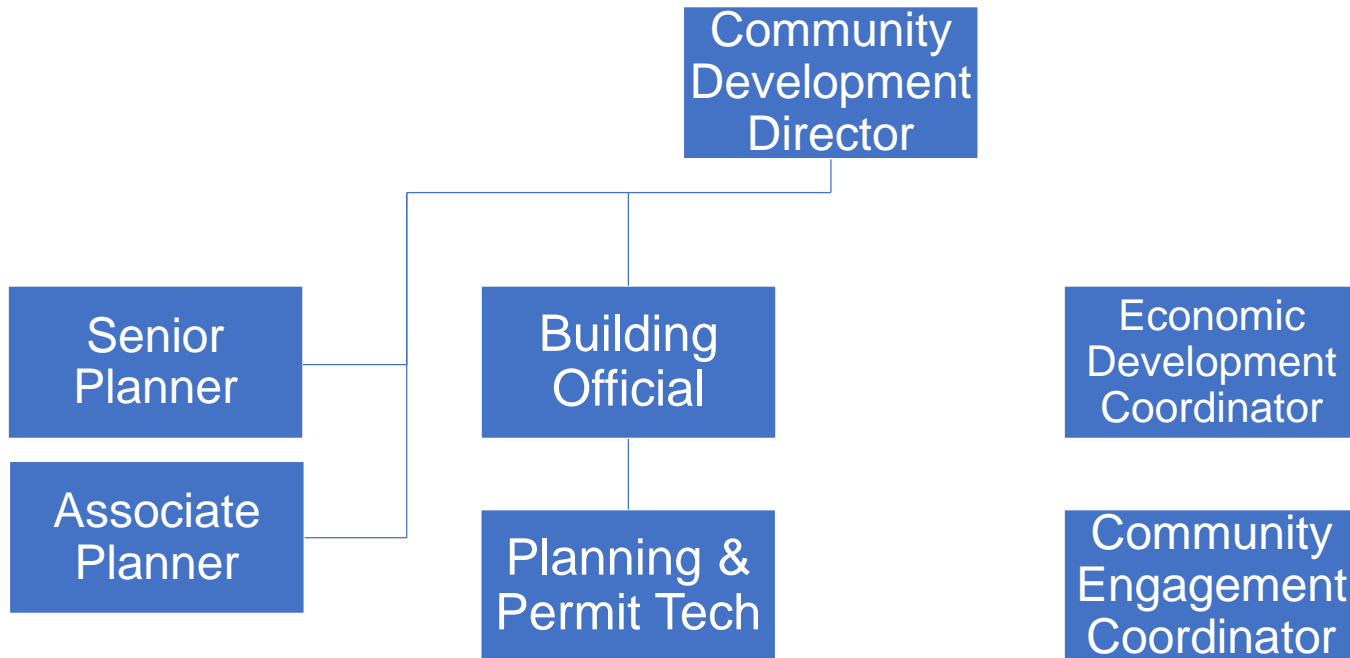 Community
Development
Director
Senior
Planner
Building
Official
Economic
Development
Coordinator
Associate
Planner
Planning &
Permit Tech
Community
Engagement
Coordinator